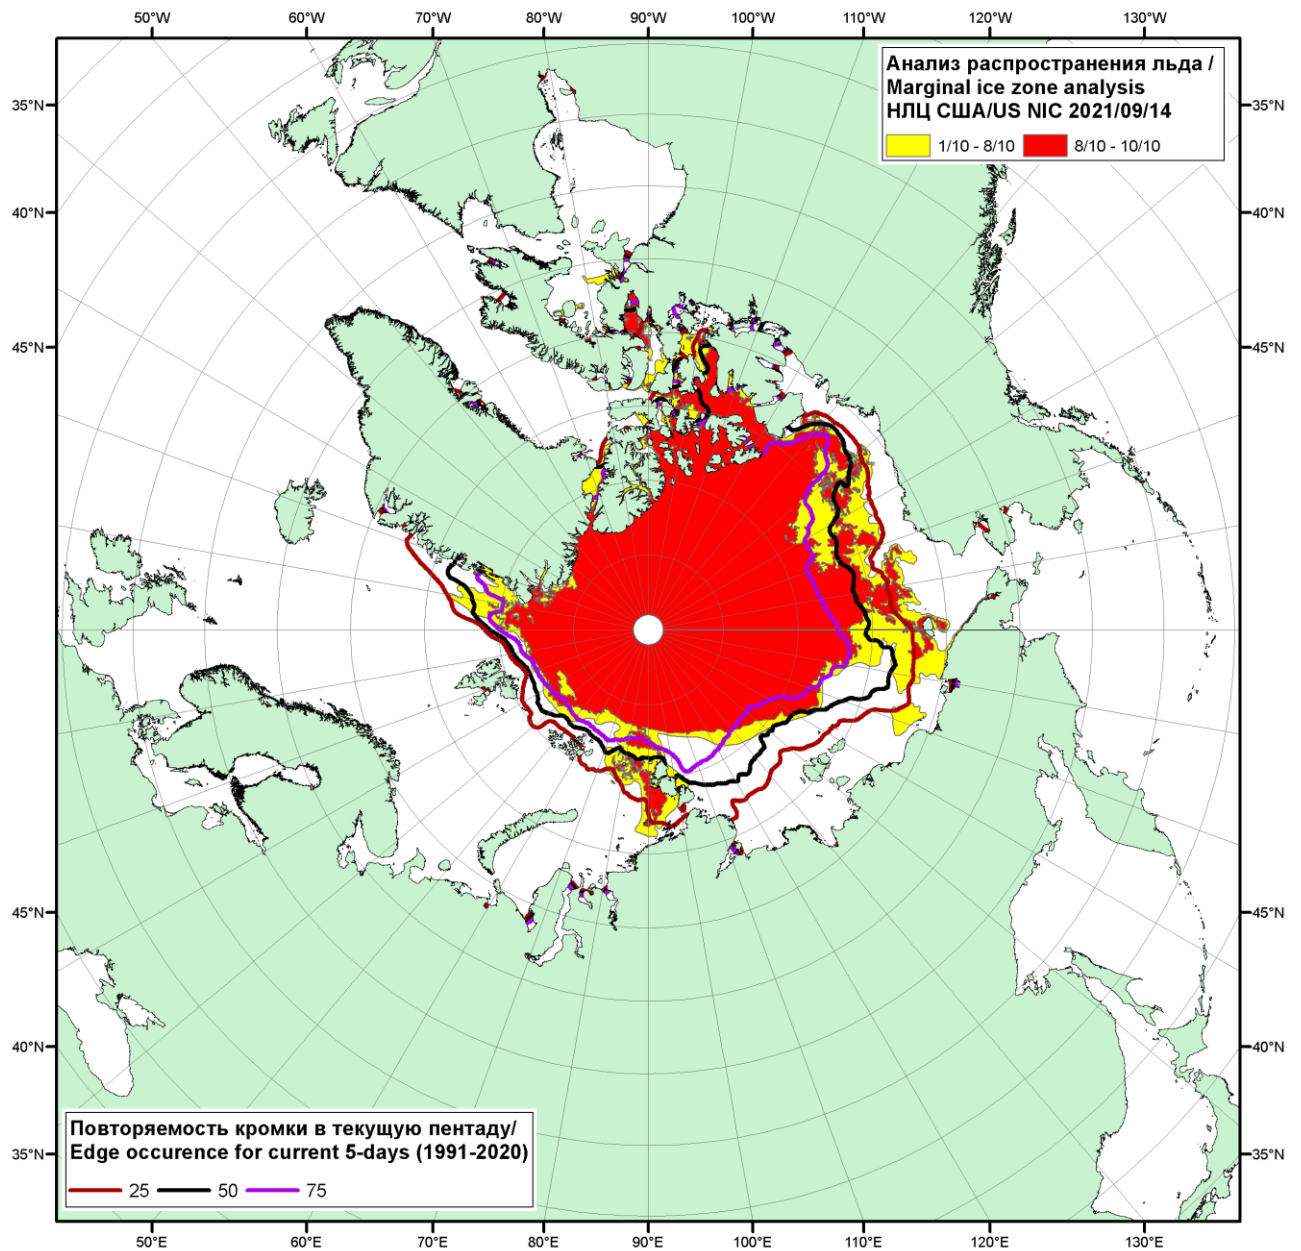 50°W 60°W 70°W 80°W 90°W 100°W 110°W 120°W 130°W
Анализ распространения льда /
Marginal ice zone analysis
НЛЦ США/US NIC 2021/09/14
1/10 - 8/10 8/10 - 10/10
35°N 35°N
40°N 40°N
45°N 45°N
45°N 45°N
40°N 40°N
Повторяемость кромки в текущую пентаду/
Edge occurence for current 5-days (1991-2020)
25 50 75
35°N 35°N
50°E 60°E 70°E 80°E 90°E 100°E 110°E 120°E 130°E